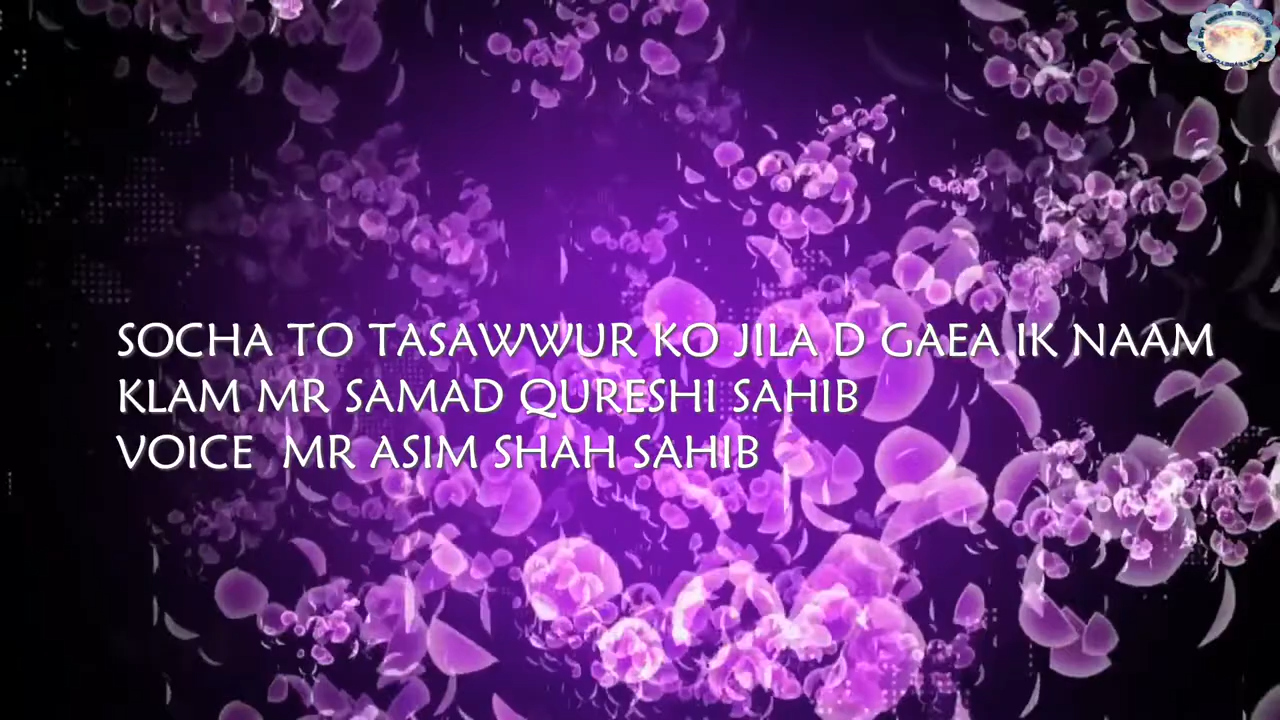 SOCHA TO TASAWWUR KO JILA D GAEA IK NAAM
KLAM MR SAMAD QURESHI SAHIB
VOICE  MR ASIM SHAH SAHIB